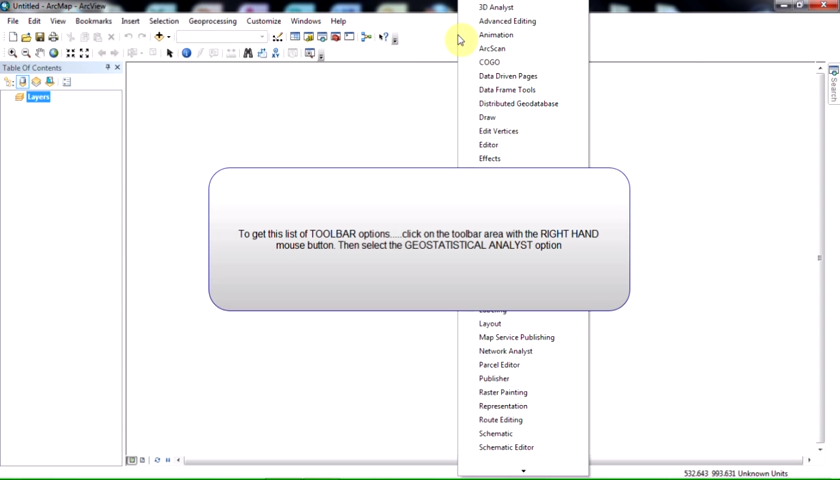 Untitled - ArcMap - ArcView
File Edit View Bookmarks Insert Selection Geoprocessing Customize Windows Help
Table Of Contents
Layers
3D Analyst
Advanced Editing
Animation
ArcScan
COGO
Data Driven Pages
Data Frame Tools
Distributed Geodatabase
Draw
Edit Vertices
Editor
Effects
To get this list of TOOLBAR options.....click on the toolbar area with the RIGHT HAND
mouse button. Then select the GEOSTATISTICAL ANALYST option
Labeling
Layout
Map Service Publishing
Network Analyst
Parcel Editor
Publisher
Raster Painting
Representation
Route Editing
Schematic
Schematic Editor
Search
532.643 993.631 Unknown Units